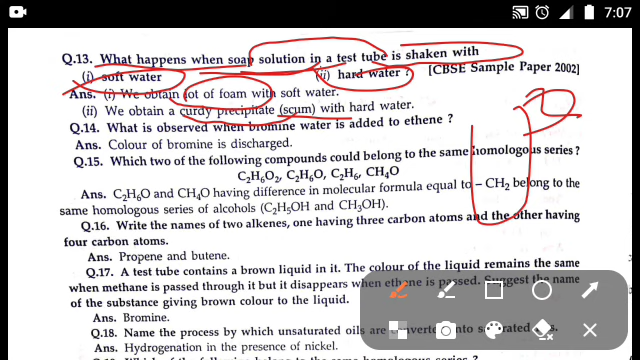 7:07
Q.13. What happens when soap solution in a test tube is shaken with
(i) soft water (ii) hard water ? [CBSE Sample Paper 2002]
Ans. (i) We obtain lot of foam with soft water.
(ii) We obtain a curdy precipitate (scum) with hard water.
Q.14. What is observed when bromine water is added to ethene ?
Ans. Colour of bromine is discharged.
Q.15. Which two of the following compounds could belong to the same homologous series ?
C₂H₆O₂, C₂H₆O, C₂H₆, CH₄O
Ans. C₂H₆O and CH₄O having difference in molecular formula equal to – CH₂ belong to the
same homologous series of alcohols (C₂H₅OH and CH₃OH).
Q.16. Write the names of two alkenes, one having three carbon atoms and the other having
four carbon atoms.
Ans. Propene and butene.
Q.17. A test tube contains a brown liquid in it. The colour of the liquid remains the same
when methane is passed through it but it disappears when ethene is passed. Suggest the name
of the substance giving brown colour to the liquid.
Ans. Bromine.
Q.18. Name the process by which unsaturated oils are converted into saturated
Ans. Hydrogenation in the presence of nickel.